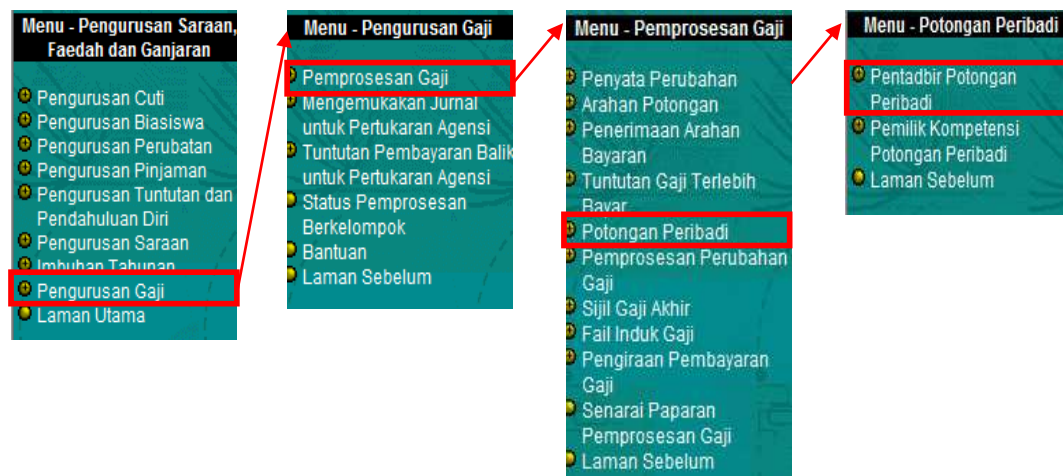 Menu - Pengurusan Saraan,
Faedah dan Ganjaran
Pengurusan Cuti
Pengurusan Biasiswa
Pengurusan Perubatan
Pengurusan Pinjaman
Pengurusan Tuntutan dan
Pendahuluan Diri
Pengurusan Saraan
Imbuhan Tahunan
Pengurusan Gaji
Laman Utama
Menu - Pengurusan Gaji
Pemprosesan Gaji
Mengemukakan Jurnal
untuk Pertukaran Agensi
Tuntutan Pembayaran Balik
untuk Pertukaran Agensi
Status Pemprosesan
Berkelompok
Bantuan
Laman Sebelum
Menu - Pemprosesan Gaji
Penyata Perubahan
Arahan Potongan
Penerimaan Arahan
Bayaran
Tuntutan Gaji Terlebih
Bayar
Potongan Peribadi
Pemprosesan Perubahan
Gaji
Sijil Gaji Akhir
Fail Induk Gaji
Pengiraan Pembayaran
Gaji
Senarai Paparan
Pemprosesan Gaji
Laman Sebelum
Menu - Potongan Peribadi
Pentadbir Potongan
Peribadi
Pemilik Kompetensi
Potongan Peribadi
Laman Sebelum